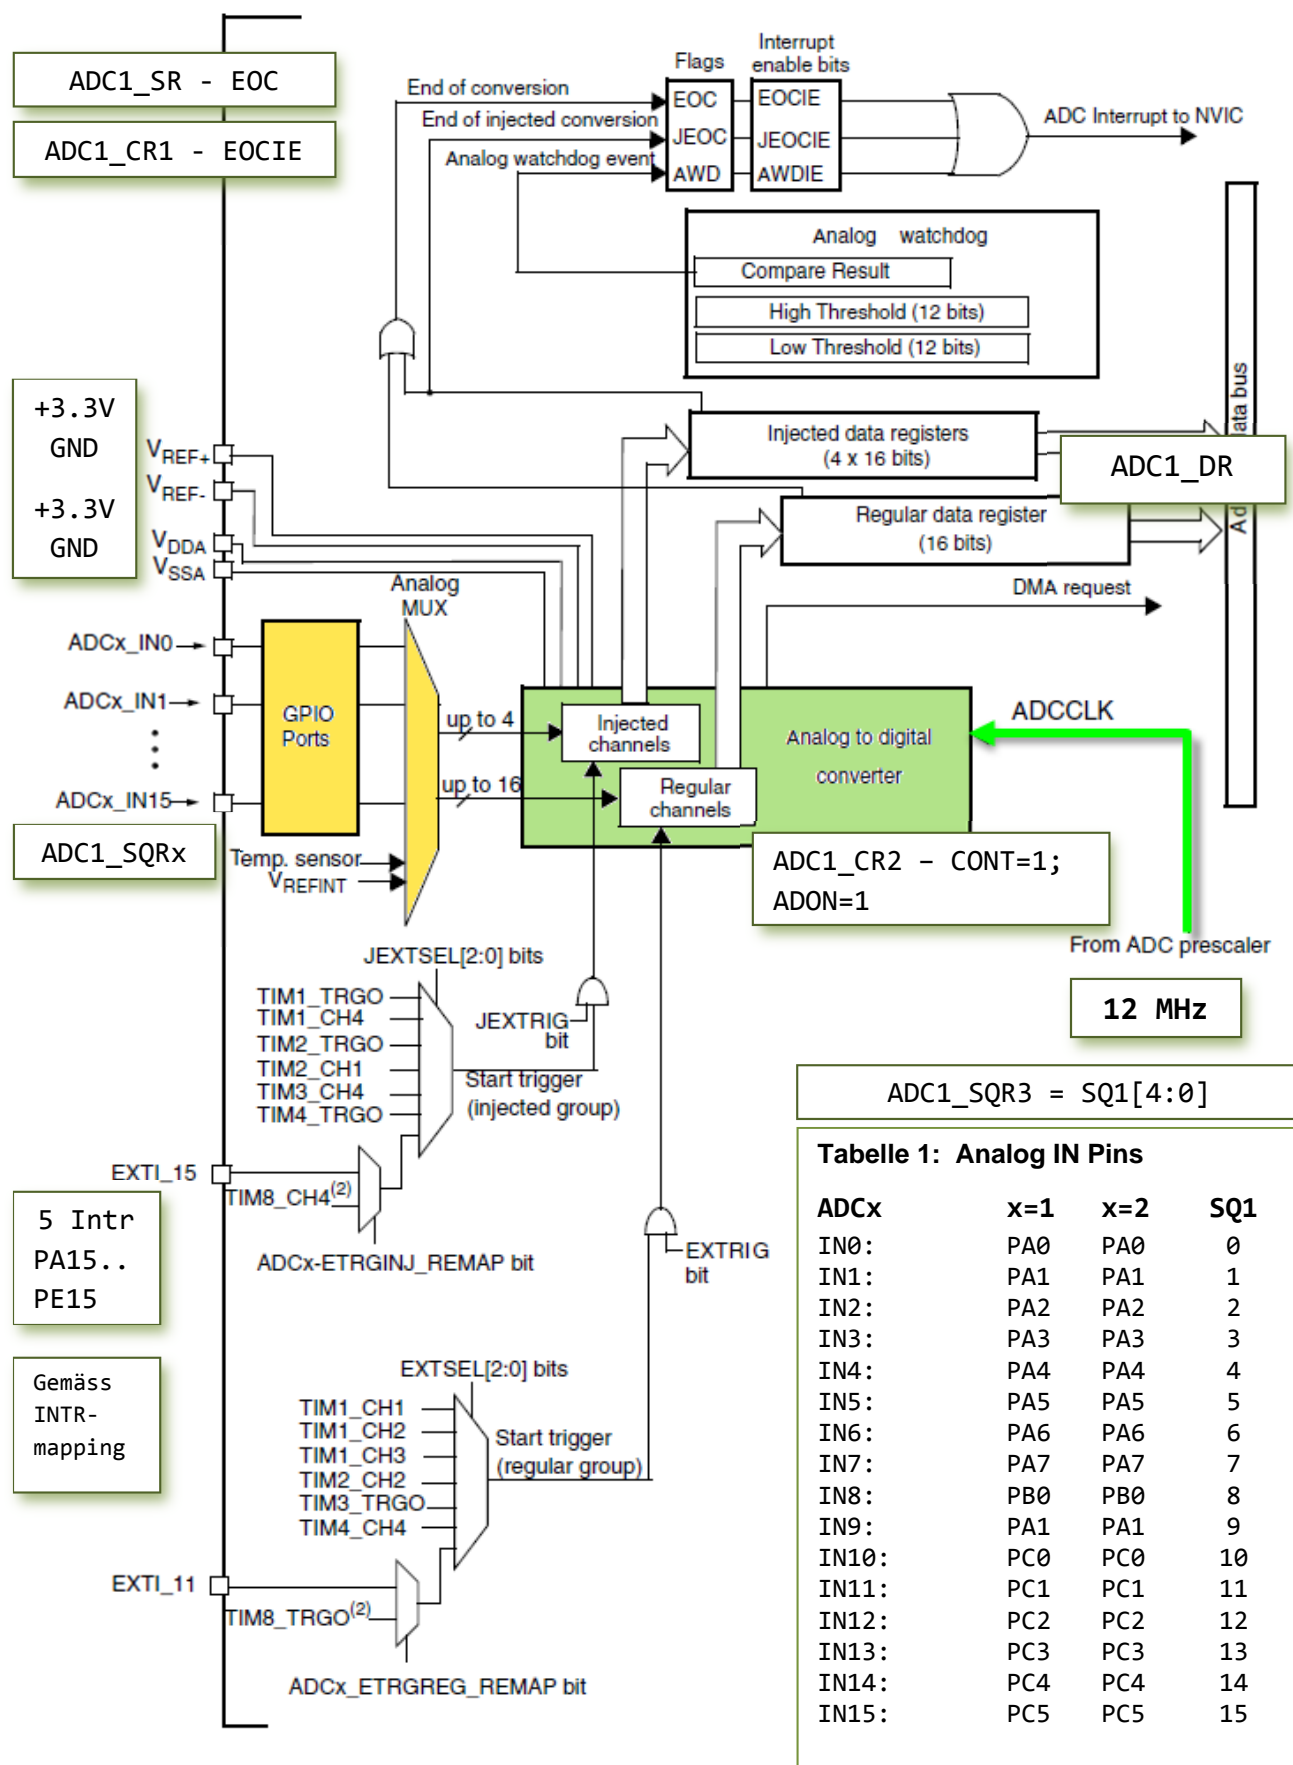 ADC1_SR - EOC
ADC1_CR1 - EOCIE
Flags
Interrupt
enable bits
End of conversion
EOC
EOCIE
End of injected conversion
JEOC
JEOCIE
Analog watchdog event
AWD
AWDIE
ADC Interrupt to NVIC
Analog watchdog
Compare Result
High Threshold (12 bits)
Low Threshold (12 bits)
+3.3V
GND
+3.3V
GND
VREF+
VREF-
VDDA
VSSA
Injected data registers
(4 x 16 bits)
ADC1_DR
Regular data register
(16 bits)
DMA request
Analog
MUX
ADCx_IN0
ADCx_IN1
ADCx_IN15
GPIO
Ports
up to 4
up to 16
Injected
channels
Regular
channels
Analog to digital
converter
ADCCLK
ADC1_SQRx
Temp. sensor
VREFINT
ADC1_CR2 – CONT=1;
ADON=1
From ADC prescaler
12 MHz
JEXTSEL[2:0] bits
TIM1_TRGO
TIM1_CH4
TIM2_TRGO
TIM2_CH1
TIM3_CH4
TIM4_TRGO
JEXTRIG
bit
Start trigger
(injected group)
EXTI_15
TIM8_CH4(2)
ADCx-ETRGINJ_REMAP bit
5 Intr
PA15..
PE15
Gemäss
INTR-
mapping
EXTRIG
bit
EXTSEL[2:0] bits
TIM1_CH1
TIM1_CH2
TIM1_CH3
TIM2_CH2
TIM3_TRGO
TIM4_CH4
Start trigger
(regular group)
EXTI_11
TIM8_TRGO(2)
ADCx_ETRGREG_REMAP bit
ADC1_SQR3 = SQ1[4:0]
Tabelle 1: Analog IN Pins
ADCx x=1 x=2 SQ1
IN0: PA0 PA0 0
IN1: PA1 PA1 1
IN2: PA2 PA2 2
IN3: PA3 PA3 3
IN4: PA4 PA4 4
IN5: PA5 PA5 5
IN6: PA6 PA6 6
IN7: PA7 PA7 7
IN8: PB0 PB0 8
IN9: PA1 PA1 9
IN10: PC0 PC0 10
IN11: PC1 PC1 11
IN12: PC2 PC2 12
IN13: PC3 PC3 13
IN14: PC4 PC4 14
IN15: PC5 PC5 15